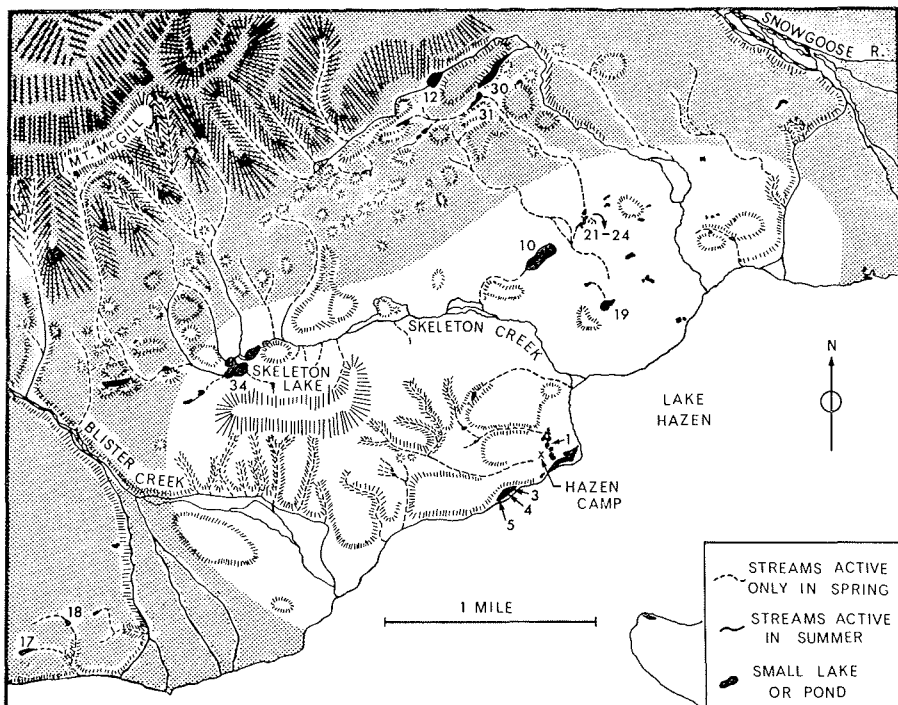 SNOWGOOSE R.
12
30
31
MT. McGILL
21-24
10
19
SKELETON CREEK
SKELETON
LAKE
34
N
LAKE
HAZEN
BLISTER
CREEK
1
HAZEN
CAMP
3
4
5
x
18
17
1 MILE
STREAMS ACTIVE
ONLY IN SPRING
STREAMS ACTIVE
IN SUMMER
SMALL LAKE
OR POND